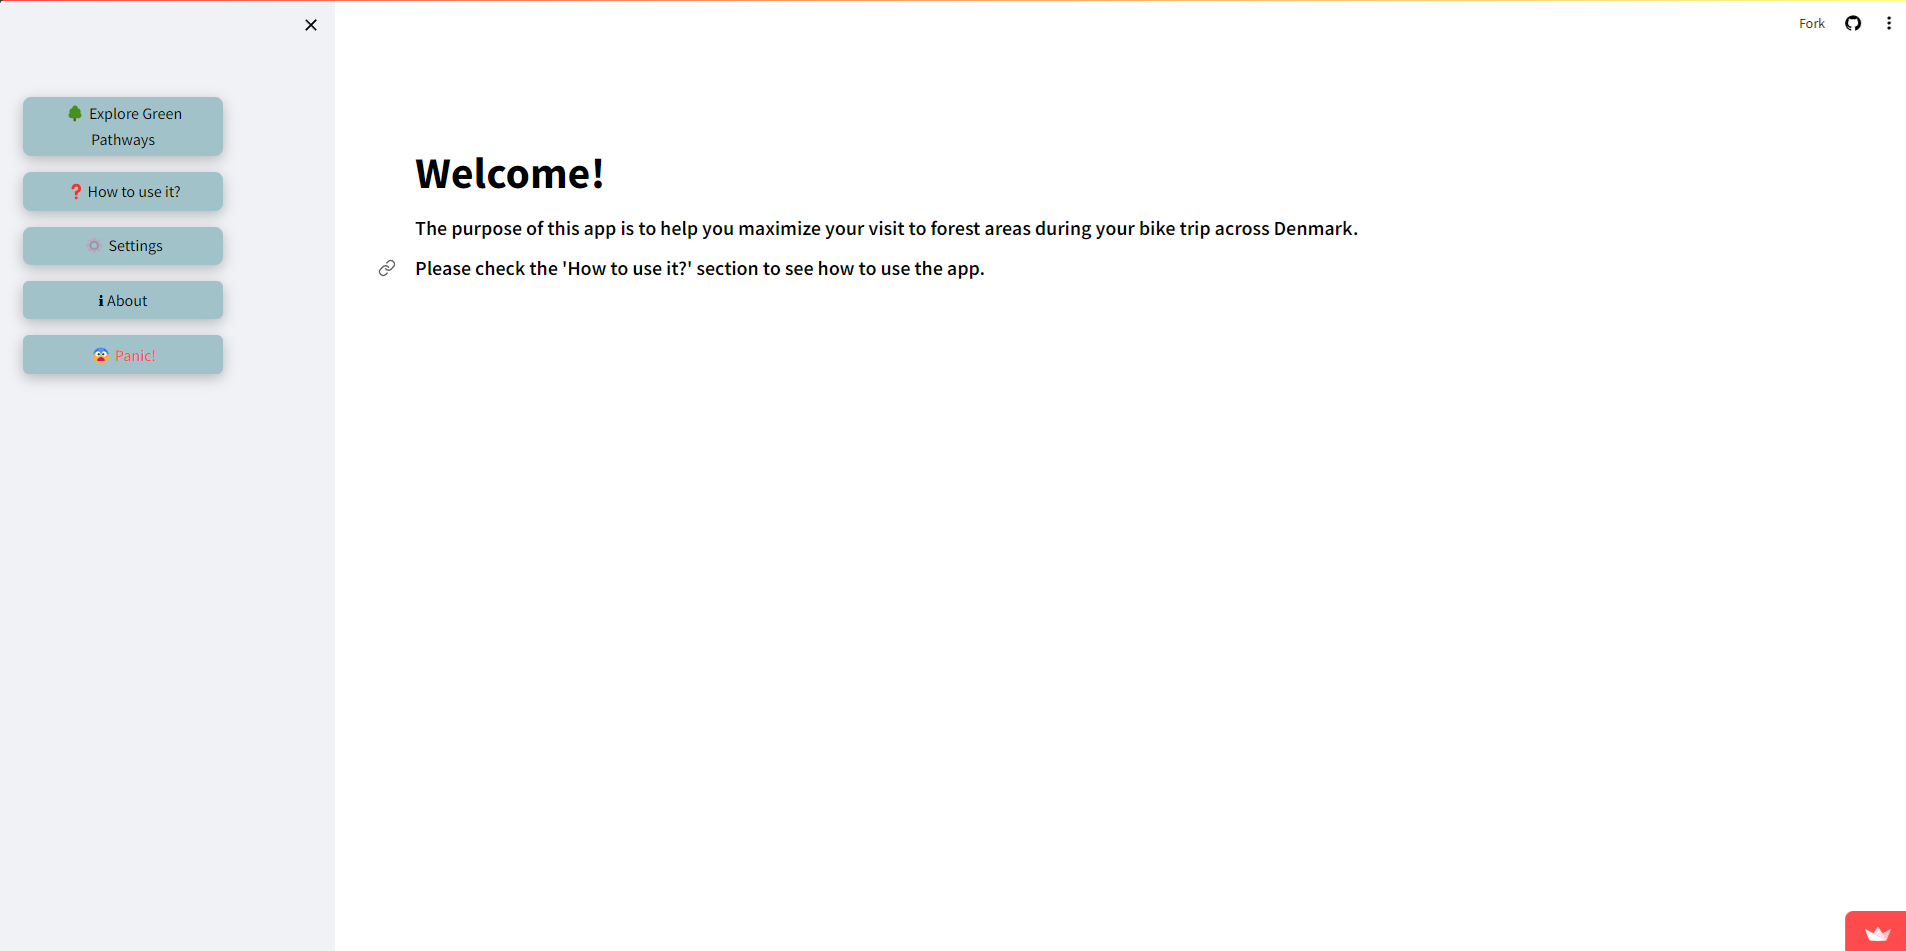 Fork
Explore Green
Pathways
❓ How to use it?
Settings
ℹ About
😨 Panic!
Welcome!
The purpose of this app is to help you maximize your visit to forest areas during your bike trip across Denmark.
Please check the 'How to use it?' section to see how to use the app.